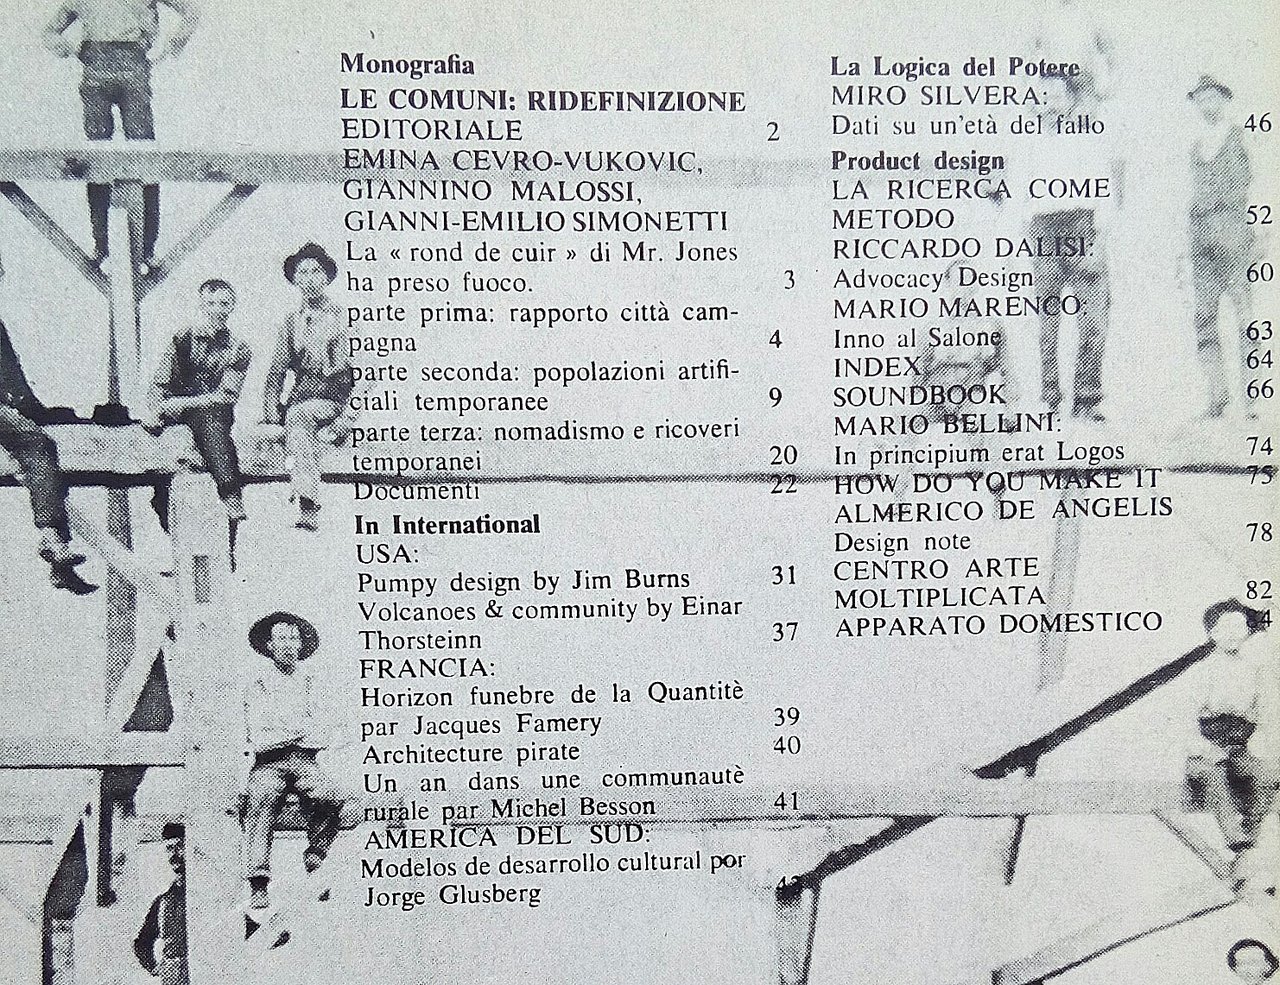 Monografia
LE COMUNI: RIDEFINIZIONE
EDITORIALE 2
EMINA CEVRO-VUKOVIC,
GIANNINO MALOSSI,
GIANNI-EMILIO SIMONETTI
La « rond de cuir » di Mr. Jones
ha preso fuoco. 3
parte prima: rapporto città cam-
pagna 4
parte seconda: popolazioni artifi-
ciali temporanee 9
parte terza: nomadismo e ricoveri
temporanei 20
Documenti 22
In International
USA:
Pumpy design by Jim Burns 31
Volcanoes & community by Einar
Thorsteinn 37
FRANCIA:
Horizon funebre de la Quantitè
par Jacques Famery 39
Architecture pirate 40
Un an dans une communautè
rurale par Michel Besson 41
AMERICA DEL SUD:
Modelos de desarrollo cultural por
Jorge Glusberg
La Logica del Potere
MIRO SILVERA:
Dati su un'età del fallo 46
Product design
LA RICERCA COME
METODO 52
RICCARDO DALISI:
Advocacy Design 60
MARIO MARENCO:
Inno al Salone 63
INDEX 64
SOUNDBOOK 66
MARIO BELLINI:
In principium erat Logos 74
HOW DO YOU MAKE IT 75
ALMERICO DE ANGELIS
Design note 78
CENTRO ARTE
MOLTIPLICATA 82
APPARATO DOMESTICO 84